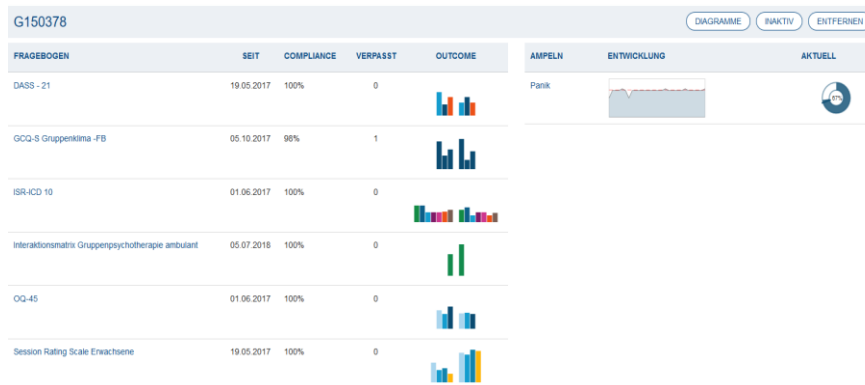 G150378
DIAGRAMME INAKTIV ENTFERNEN
FRAGEBOGEN SEIT COMPLIANCE VERPASST OUTCOME
DASS - 21 19.05.2017 100% 0
GCQ-S Gruppenklima -FB 05.10.2017 98% 1
ISR-ICD 10 01.06.2017 100% 0
Interaktionsmatrix Gruppenpsychotherapie ambulant 05.07.2018 100% 0
OQ-45 01.06.2017 100% 0
Session Rating Scale Erwachsene 19.05.2017 100% 0
AMPELN ENTWICKLUNG AKTUELL
Panik